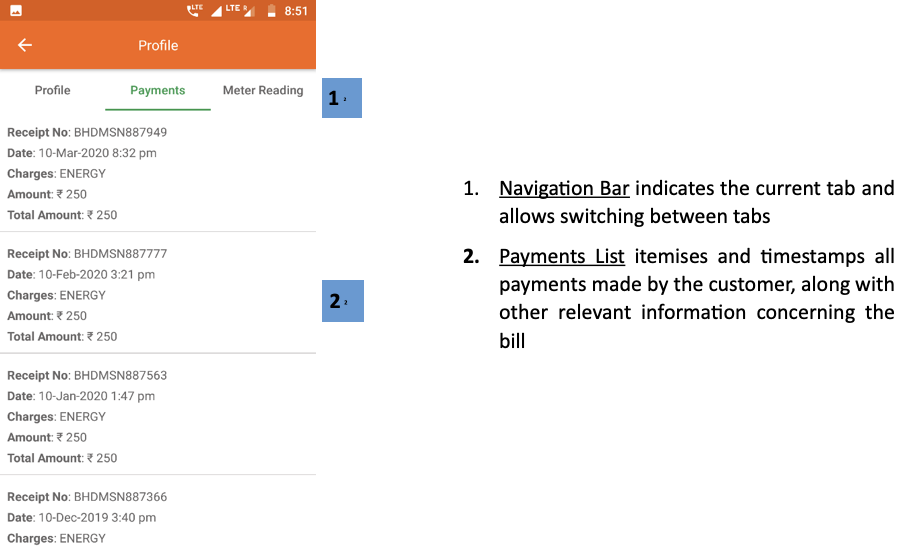 LTE LTE R 8:51
Profile
Profile Payments Meter Reading
Receipt No: BHDMSN887949
Date: 10-Mar-2020 8:32 pm
Charges: ENERGY
Amount: ₹ 250
Total Amount: ₹ 250
Receipt No: BHDMSN887777
Date: 10-Feb-2020 3:21 pm
Charges: ENERGY
Amount: ₹ 250
Total Amount: ₹ 250
Receipt No: BHDMSN887563
Date: 10-Jan-2020 1:47 pm
Charges: ENERGY
Amount: ₹ 250
Total Amount: ₹ 250
Receipt No: BHDMSN887366
Date: 10-Dec-2019 3:40 pm
Charges: ENERGY
1
2
1. Navigation Bar indicates the current tab and
allows switching between tabs
2. Payments List itemises and timestamps all
payments made by the customer, along with
other relevant information concerning the
bill